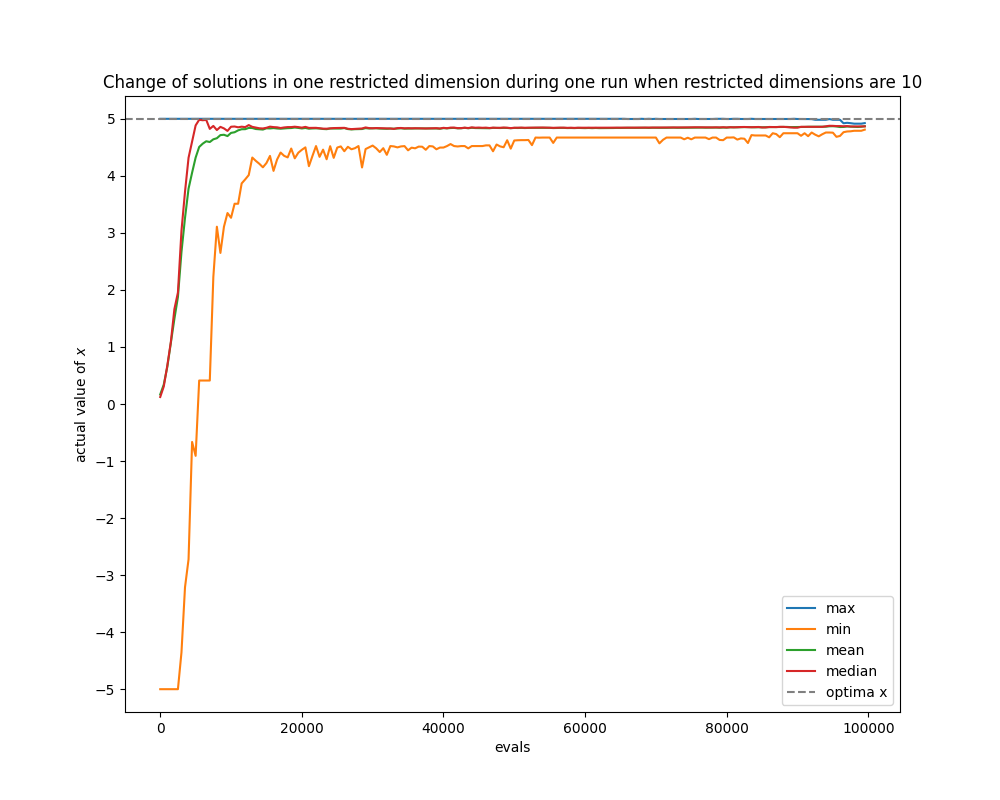 Change of solutions in one restricted dimension during one run when restricted dimensions are 10
actual value of x
5
4
3
2
1
0
−1
−2
−3
−4
−5
max
min
mean
median
optima x
0 20000 40000 60000 80000 100000
evals